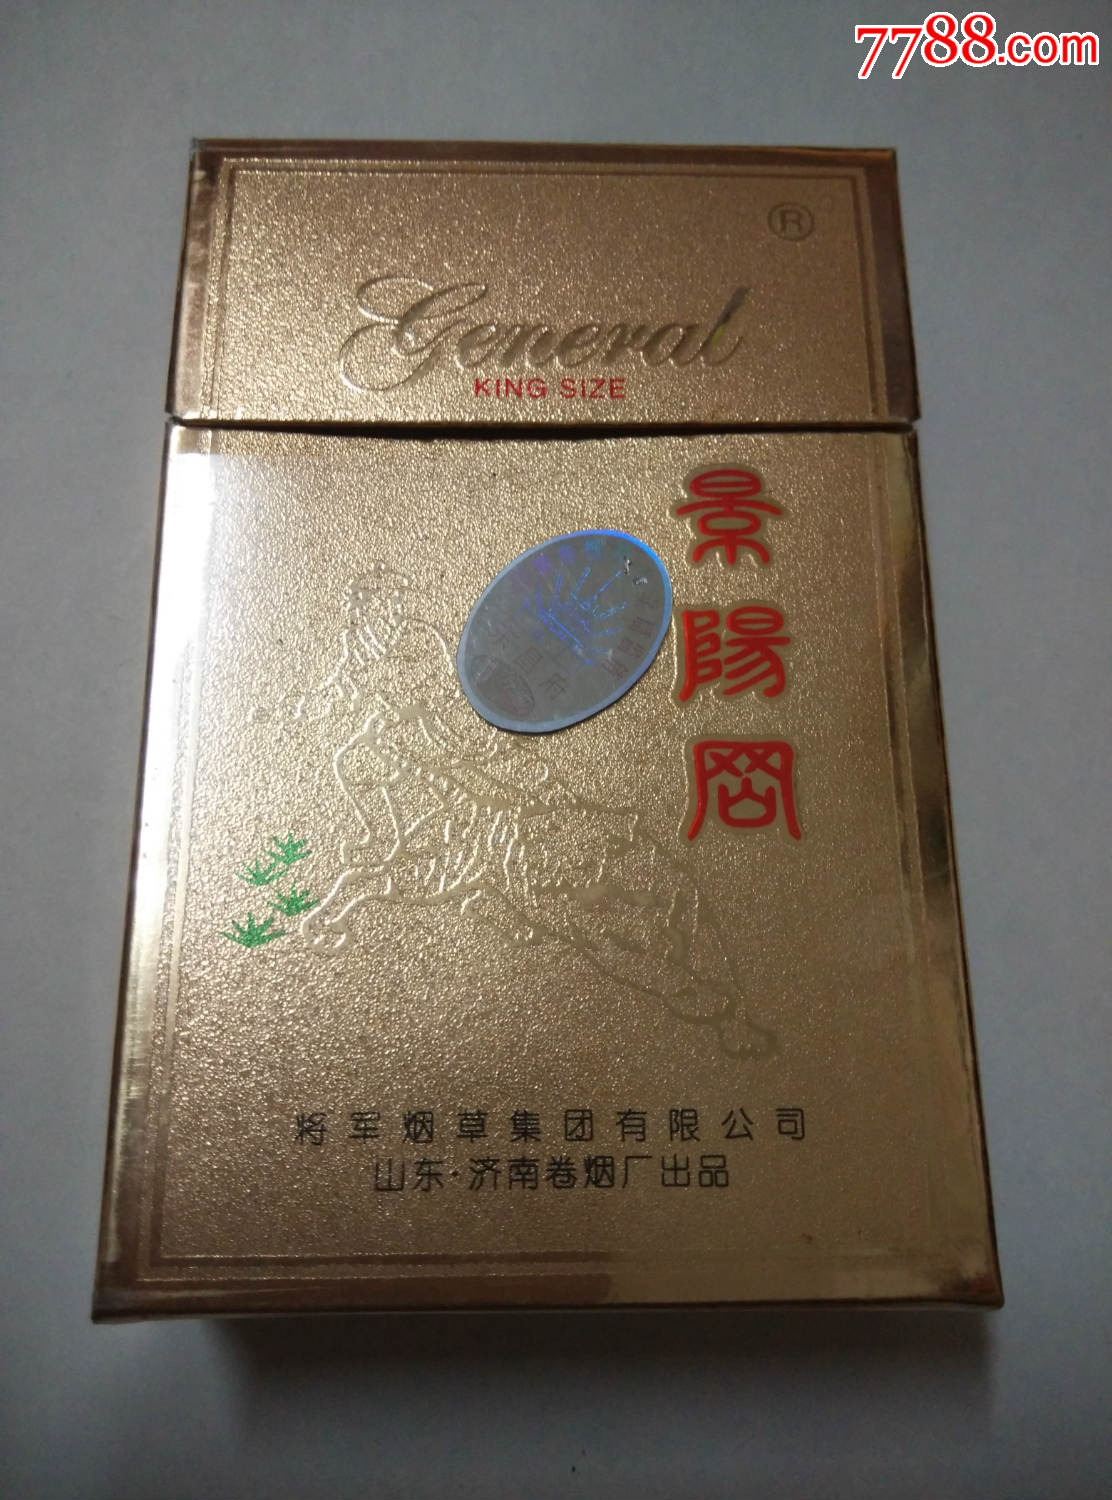 7788.com
®
General
KING SIZE
景陽岡
将军烟草集团有限公司
山东·济南卷烟厂出品